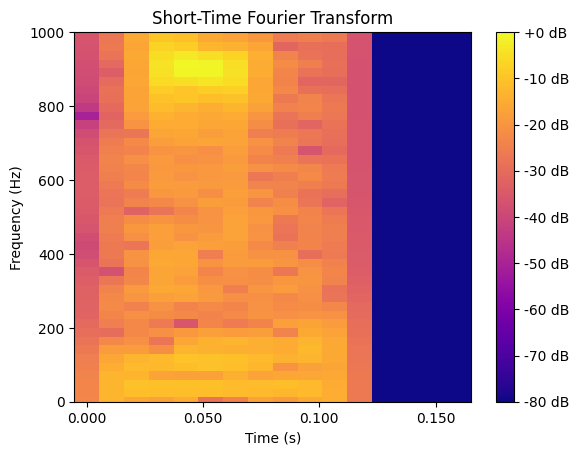 Short-Time Fourier Transform
Frequency (Hz)
1000
800
600
400
200
0
0.000
0.050
0.100
0.150
Time (s)
+0 dB
-10 dB
-20 dB
-30 dB
-40 dB
-50 dB
-60 dB
-70 dB
-80 dB